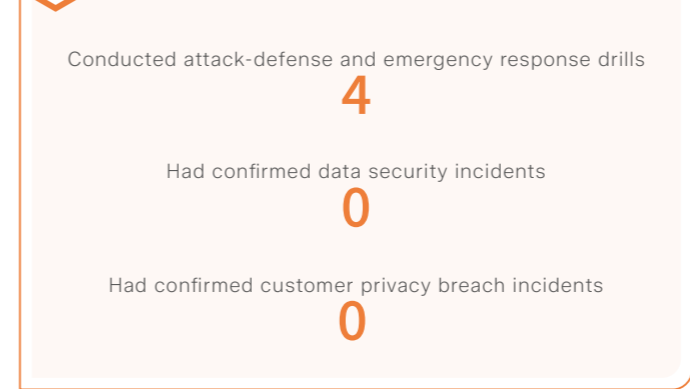 Conducted attack-defense and emergency response drills
4
Had confirmed data security incidents
0
Had confirmed customer privacy breach incidents
0